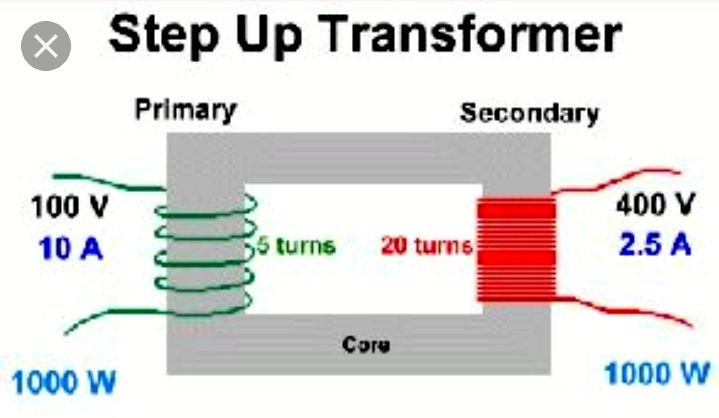 Step Up Transformer
Primary
Secondary
100 V
10 A
5 turns
20 turns
400 V
2.5 A
Core
1000 W
1000 W